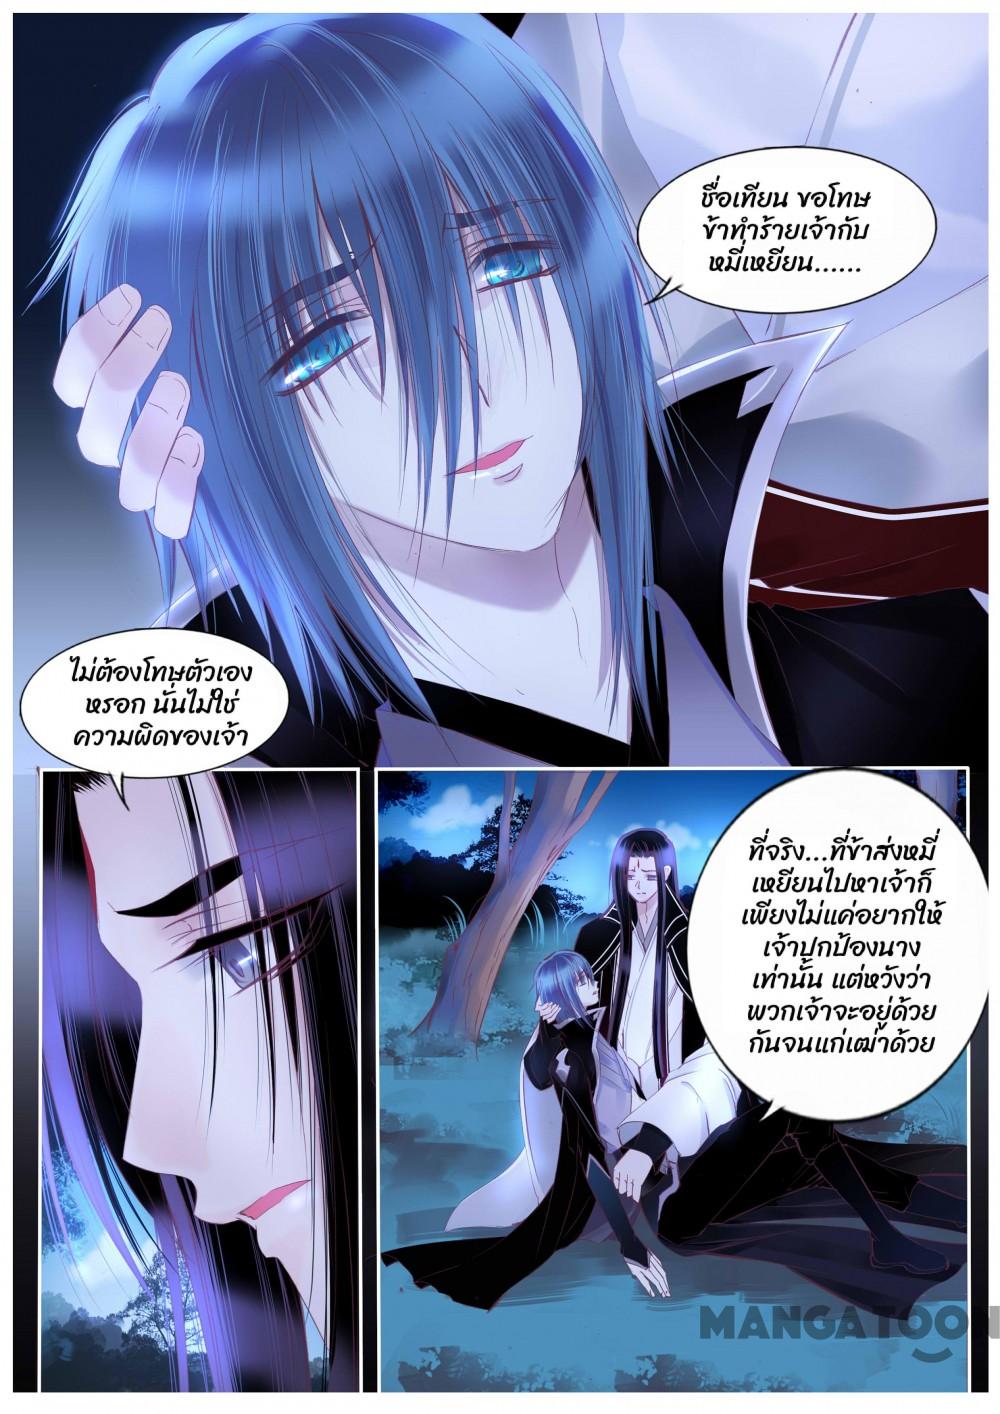 ชื่อเทียน ขอโทษ
ข้าทำร้ายเจ้ากับ
หมี่เหยียน......
ไม่ต้องโทษตัวเอง
หรอก นั่นไม่ใช่
ความผิดของเจ้า
ที่จริง...ที่ข้าส่งหมี่
เหยียนไปหาเจ้าก็
เพียงไม่แค่อยากให้
เจ้าปกป้องนาง
เท่านั้น แต่หวังว่า
พวกเจ้าจะอยู่ด้วย
กันจนแก่เฒ่าด้วย
MANGATOON